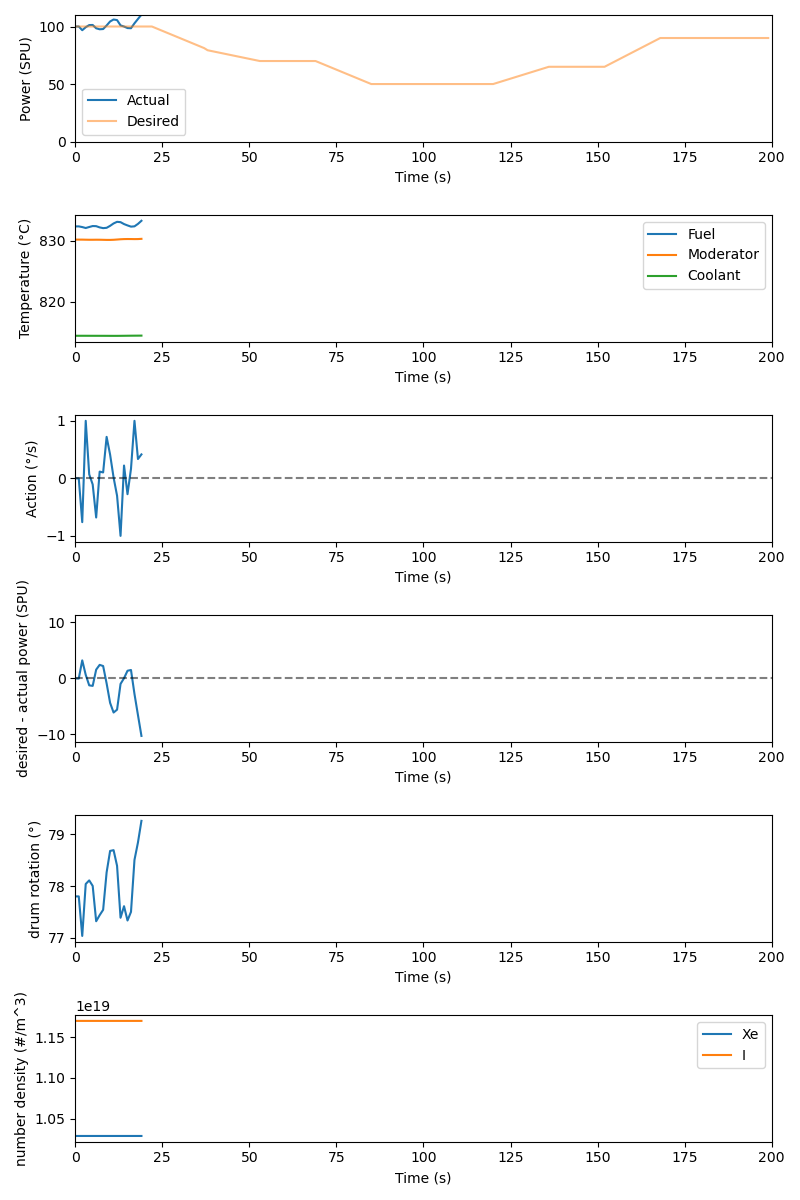 100
50
0
Power (SPU)
Actual
Desired
0 25 50 75 100 125 150 175 200
Time (s)
830
820
Temperature (°C)
Fuel
Moderator
Coolant
0 25 50 75 100 125 150 175 200
Time (s)
1
0
−1
Action (°/s)
0 25 50 75 100 125 150 175 200
Time (s)
10
0
−10
desired - actual power (SPU)
0 25 50 75 100 125 150 175 200
Time (s)
79
78
77
drum rotation (°)
0 25 50 75 100 125 150 175 200
Time (s)
1e19
1.15
1.10
1.05
number density (#/m^3)
Xe
I
0 25 50 75 100 125 150 175 200
Time (s)